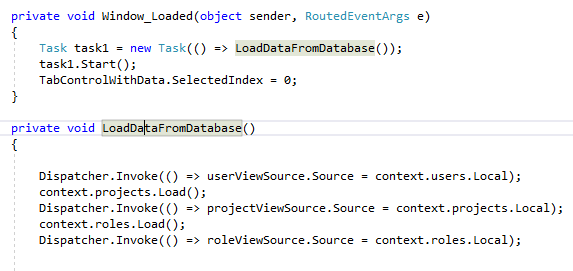 private void Window_Loaded(object sender, RoutedEventArgs e)
{
    Task task1 = new Task(() => LoadDataFromDatabase());
    task1.Start();
    TabControlWithData.SelectedIndex = 0;
}
private void LoadDataFromDatabase()
{
    Dispatcher.Invoke(() => userViewSource.Source = context.users.Local);
    context.projects.Load();
    Dispatcher.Invoke(() => projectViewSource.Source = context.projects.Local);
    context.roles.Load();
    Dispatcher.Invoke(() => roleViewSource.Source = context.roles.Local);